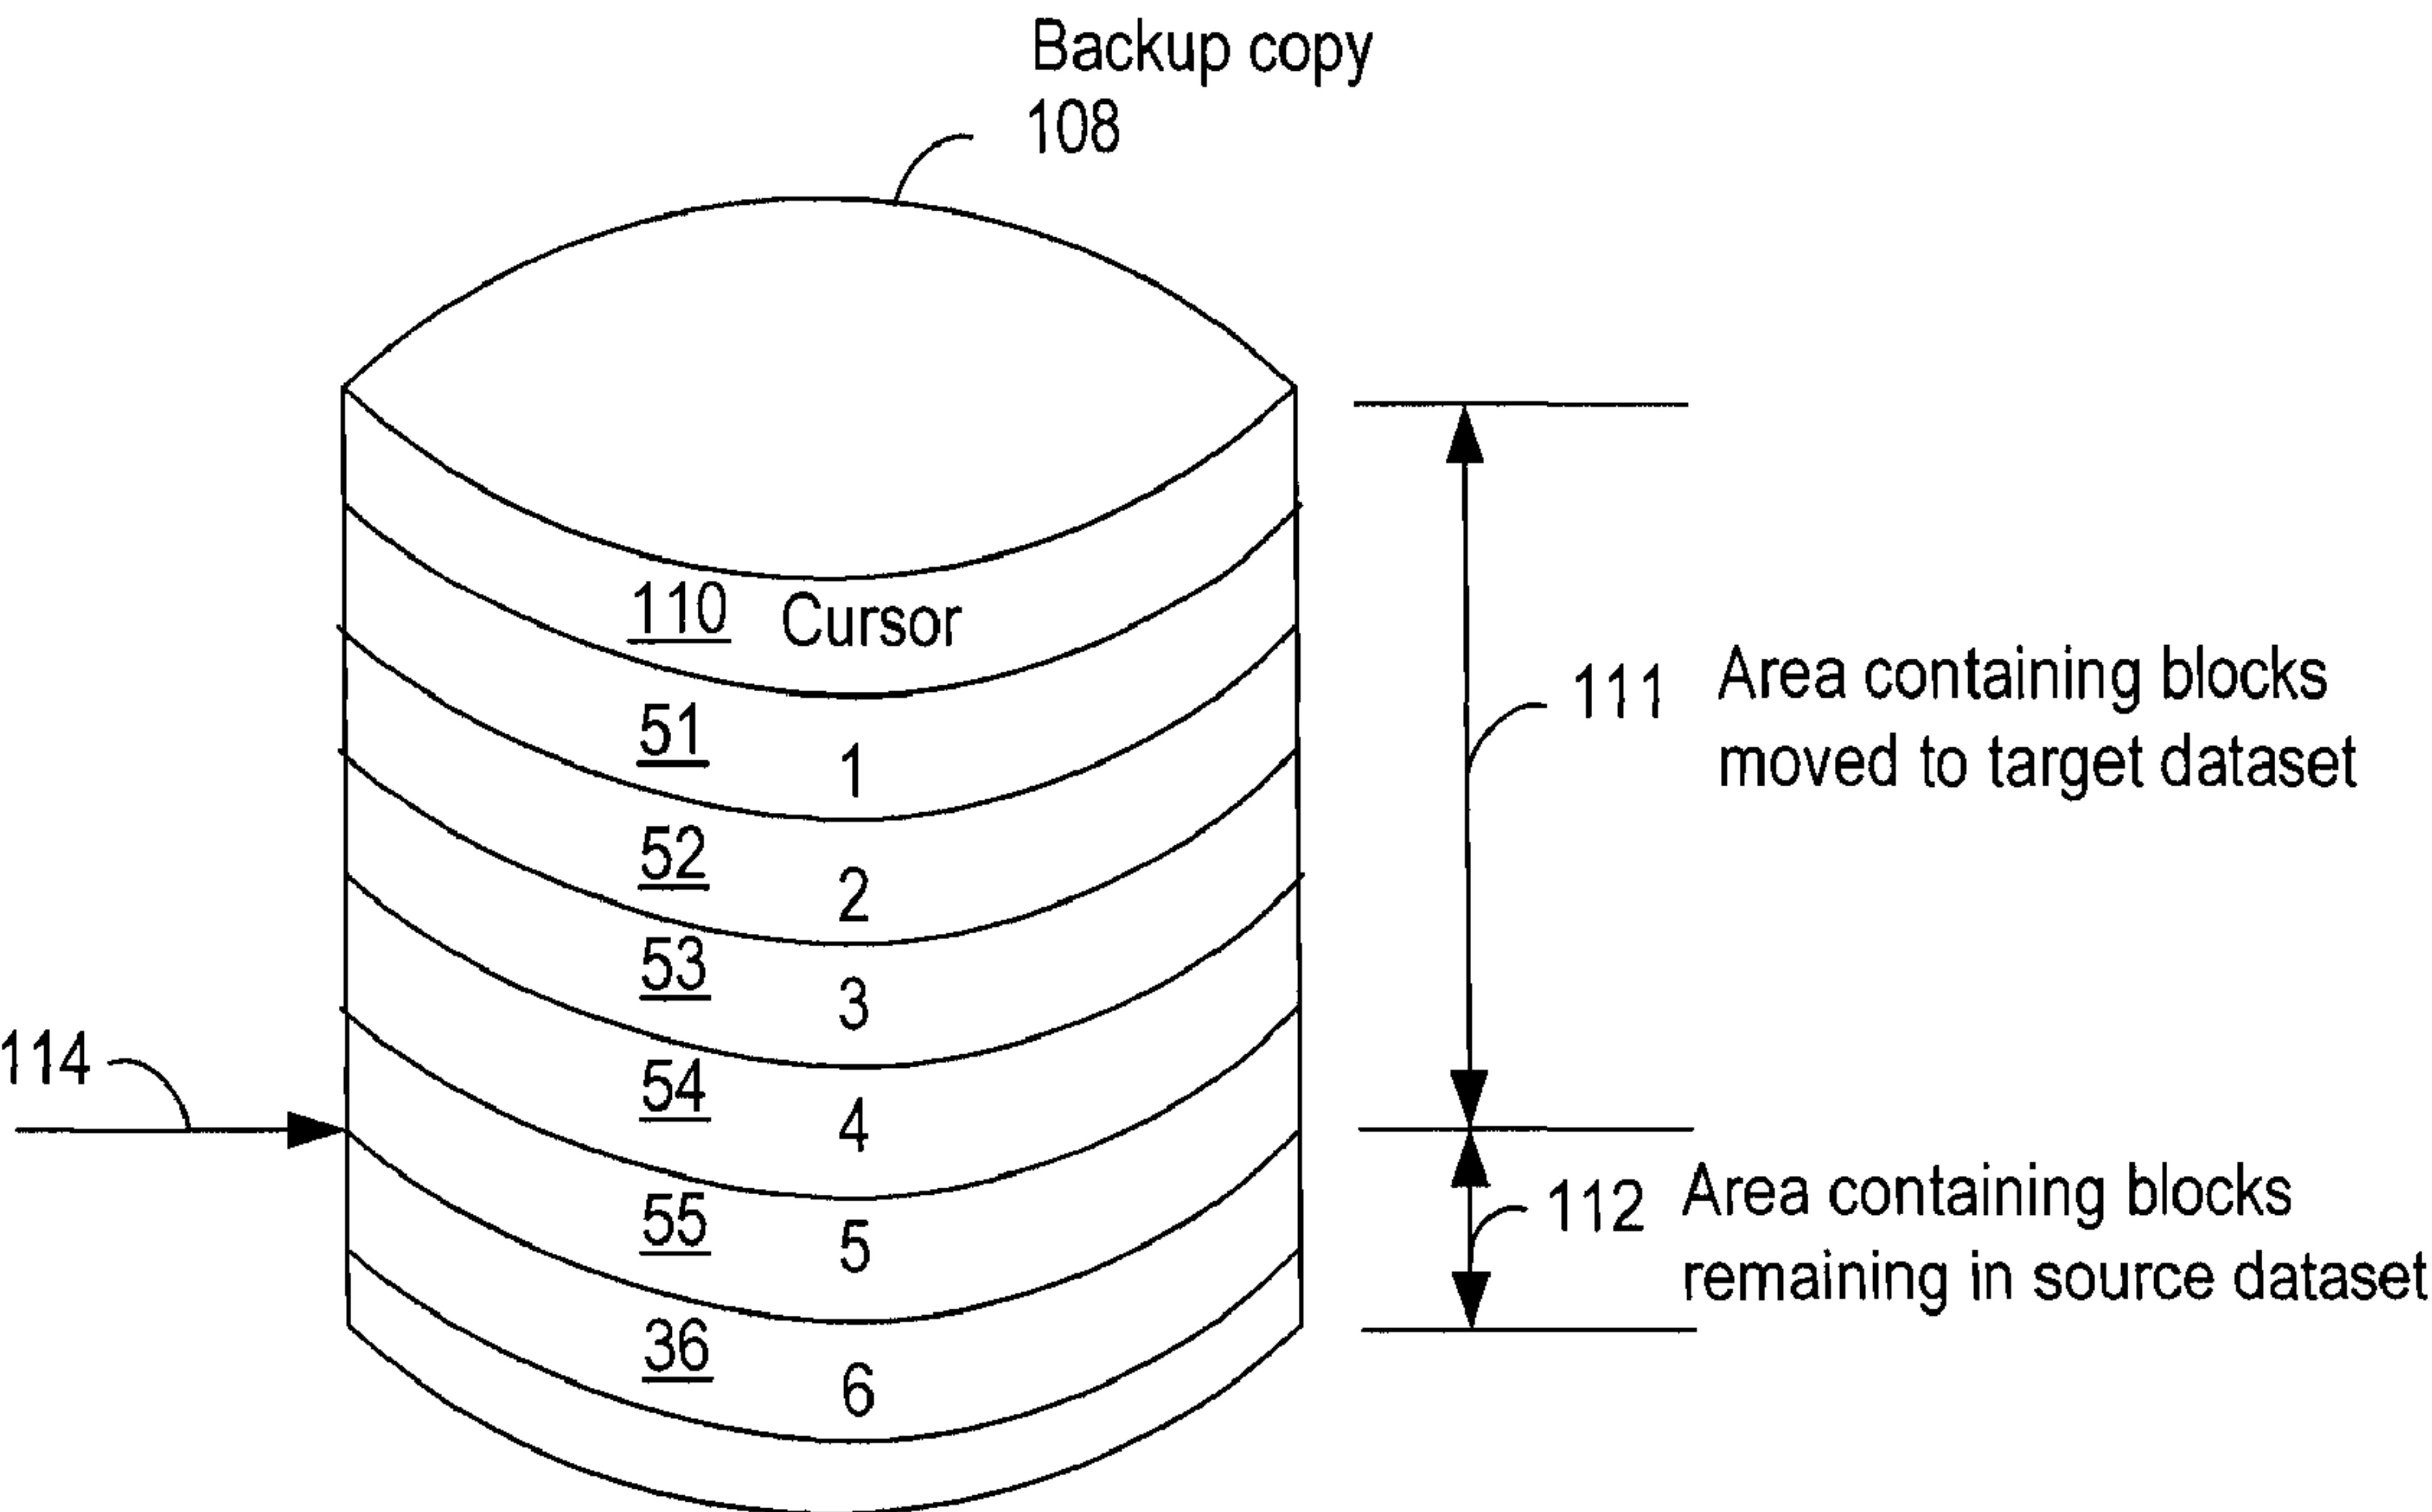 Backup copy
108
110 Cursor
51 1
52 2
53 3
54 4
55 5
36 6
114
111 Area containing blocks
moved to target dataset
112 Area containing blocks
remaining in source dataset